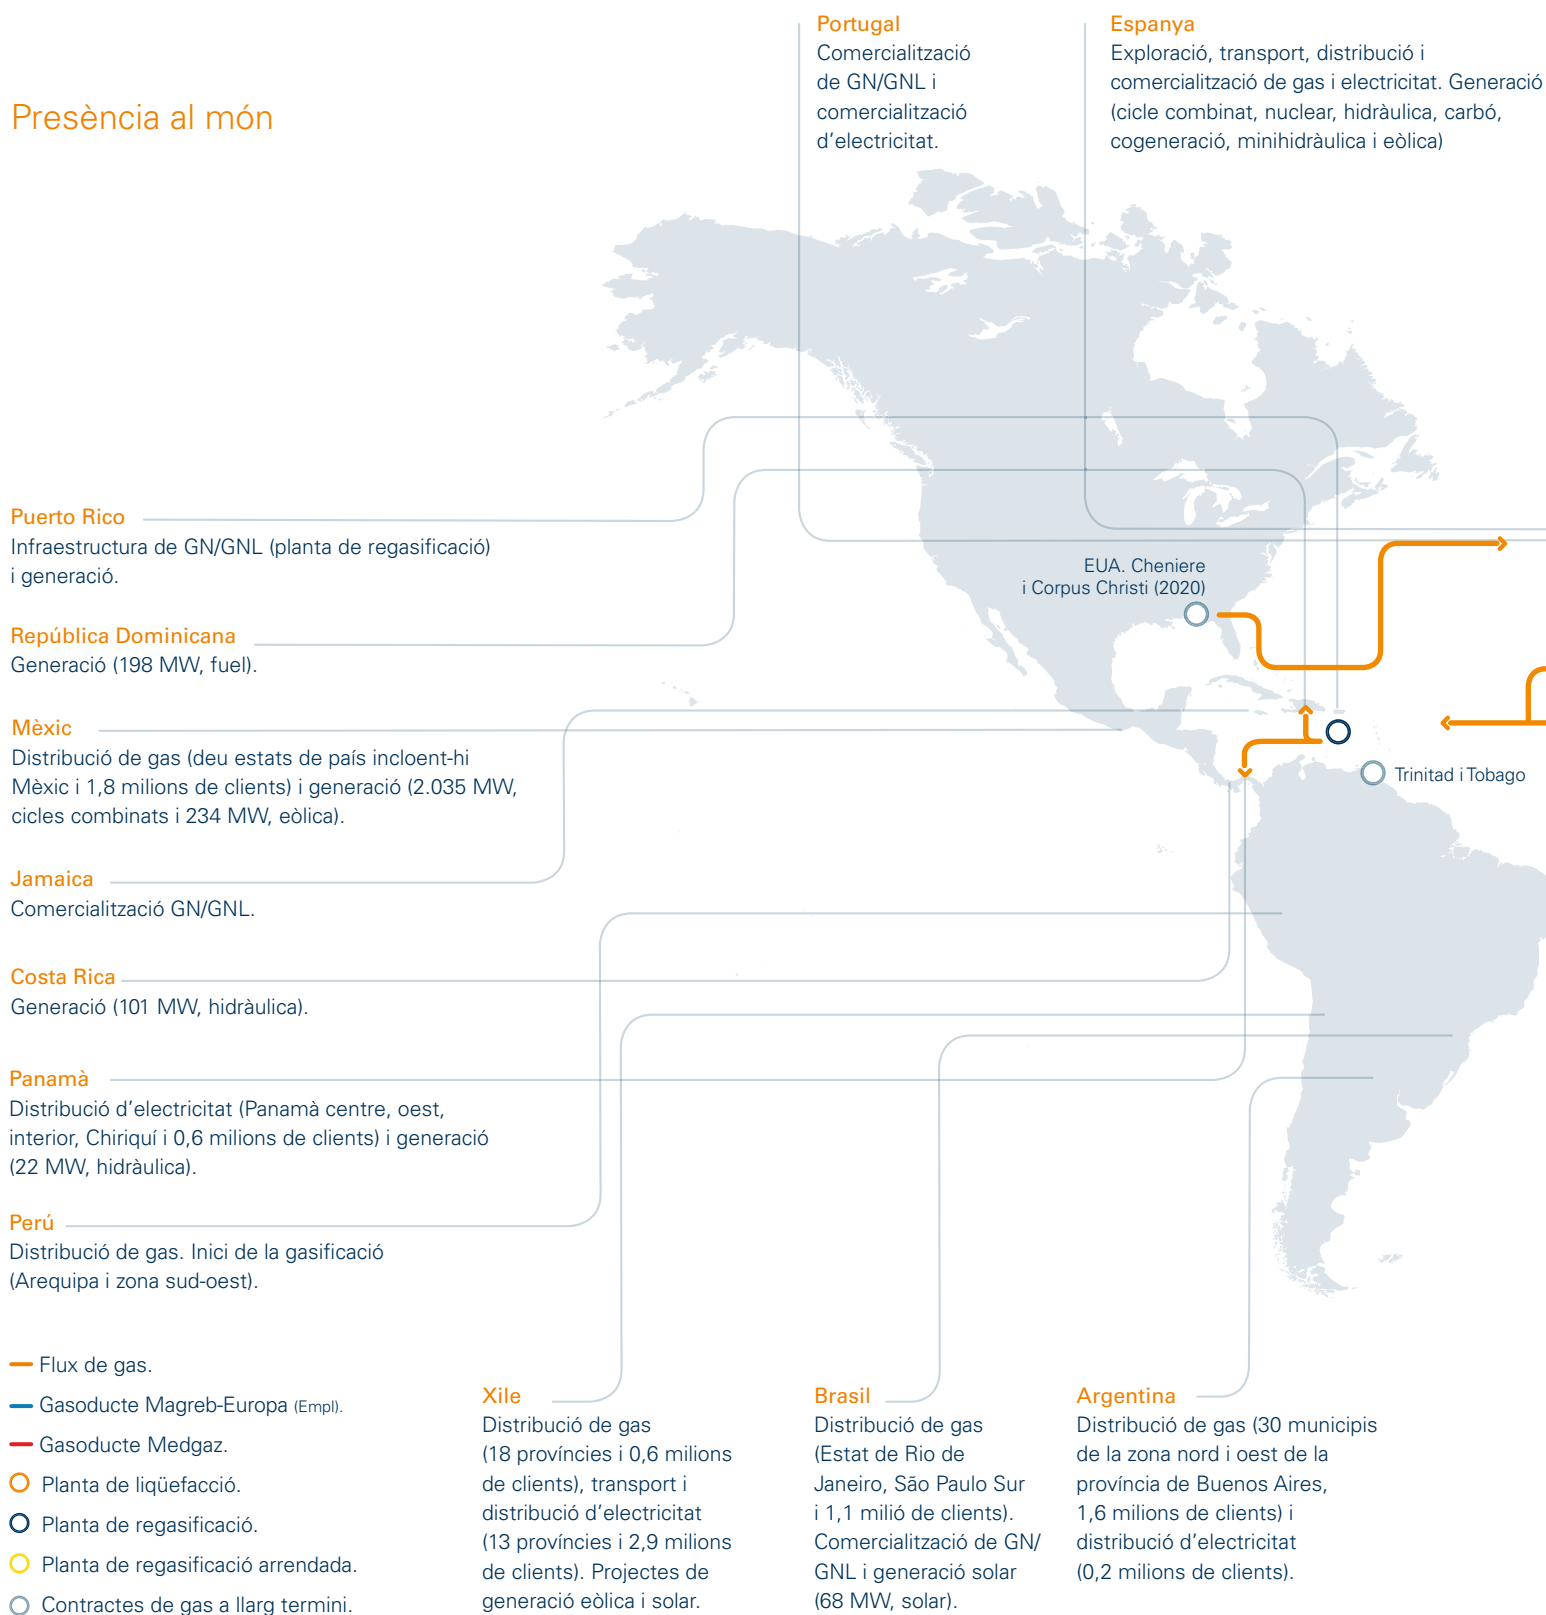 Presència al món
Portugal
Comercialització
de GN/GNL i
comercialització
d’electricitat.
Espanya
Exploració, transport, distribució i
comercialització de gas i electricitat. Generació
(cicle combinat, nuclear, hidràulica, carbó,
cogeneració, minihidràulica i eòlica)
Puerto Rico
Infraestructura de GN/GNL (planta de regasificació)
i generació.
República Dominicana
Generació (198 MW, fuel).
Mèxic
Distribució de gas (deu estats de país incloent-hi
Mèxic i 1,8 milions de clients) i generació (2.035 MW,
cicles combinats i 234 MW, eòlica).
Jamaica
Comercialització GN/GNL.
Costa Rica
Generació (101 MW, hidràulica).
Panamà
Distribució d’electricitat (Panamà centre, oest,
interior, Chiriquí i 0,6 milions de clients) i generació
(22 MW, hidràulica).
Perú
Distribució de gas. Inici de la gasificació
(Arequipa i zona sud-oest).
EUA. Cheniere
i Corpus Christi (2020)
Trinitad i Tobago
Flux de gas.
Gasoducte Magreb-Europa (Empl).
Gasoducte Medgaz.
Planta de liqüefacció.
Planta de regasificació.
Planta de regasificació arrendada.
Contractes de gas a llarg termini.
Xile
Distribució de gas
(18 províncies i 0,6 milions
de clients), transport i
distribució d’electricitat
(13 províncies i 2,9 milions
de clients). Projectes de
generació eòlica i solar.
Brasil
Distribució de gas
(Estat de Rio de
Janeiro, São Paulo Sur
i 1,1 milió de clients).
Comercialització de GN/
GNL i generació solar
(68 MW, solar).
Argentina
Distribució de gas (30 municipis
de la zona nord i oest de la
província de Buenos Aires,
1,6 milions de clients) i
distribució d’electricitat
(0,2 milions de clients).